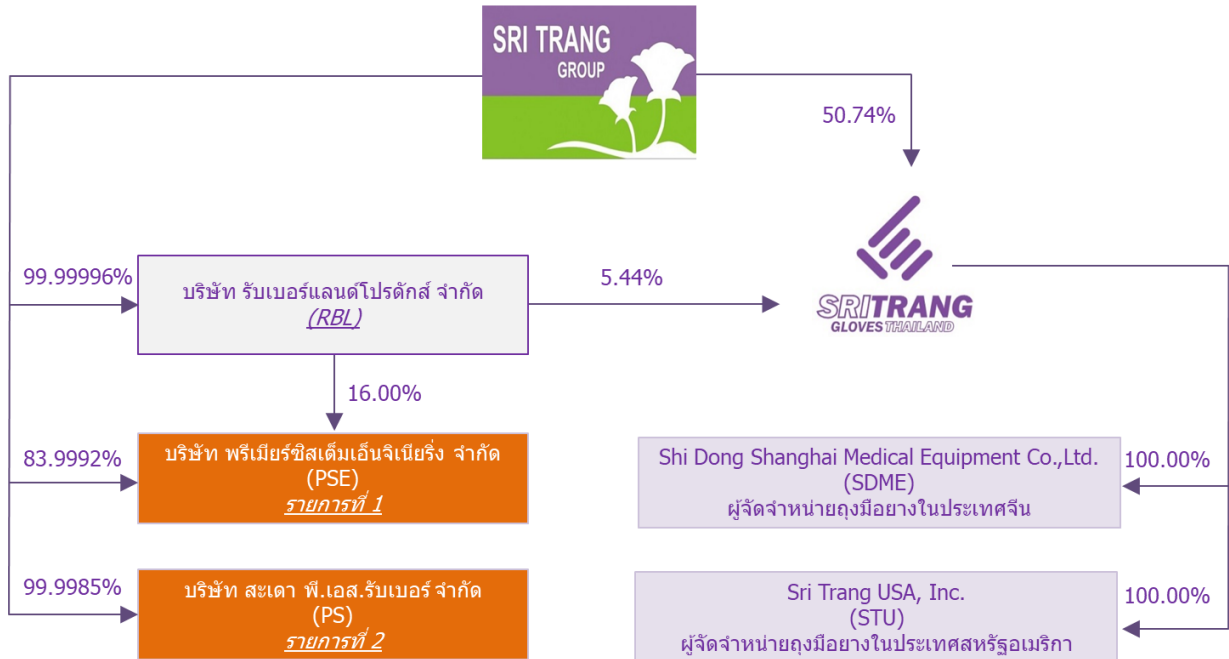 SRI TRANG
GROUP
50.74%
99.99996%
บริษัท รับเบอร์แลนด์โปรดักส์ จำกัด
(RBL)
5.44%
SRITRANG
GLOVES THAILAND
16.00%
83.9992%
บริษัท พรีเมียร์ซิสเต็มเอ็นจิเนียริ่ง จำกัด
(PSE)
รายการที่ 1
Shi Dong Shanghai Medical Equipment Co.,Ltd.
(SDME)
ผู้จัดจำหน่ายถุงมือยางในประเทศจีน
100.00%
99.9985%
บริษัท สะเดา พี.เอส.รับเบอร์ จำกัด
(PS)
รายการที่ 2
Sri Trang USA, Inc.
(STU)
ผู้จัดจำหน่ายถุงมือยางในประเทศสหรัฐอเมริกา
100.00%